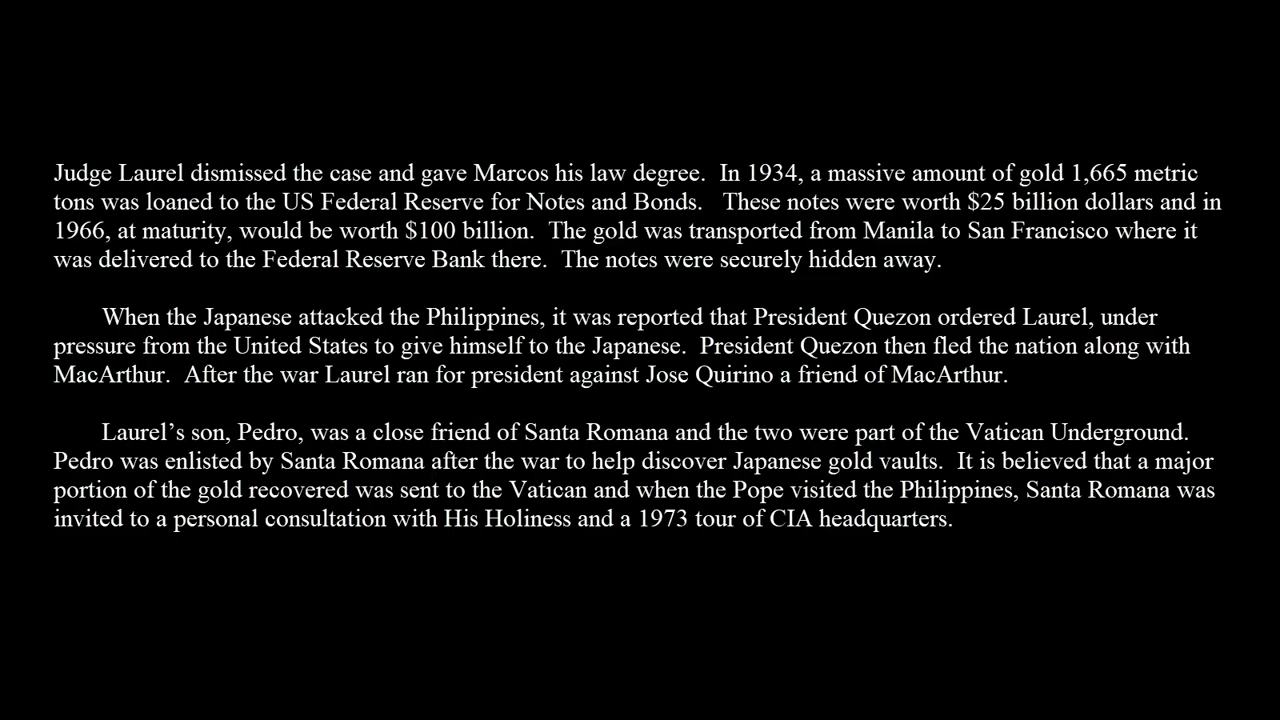 Judge Laurel dismissed the case and gave Marcos his law degree.  In 1934, a massive amount of gold 1,665 metric
tons was loaned to the US Federal Reserve for Notes and Bonds.   These notes were worth $25 billion dollars and in
1966, at maturity, would be worth $100 billion.  The gold was transported from Manila to San Francisco where it
was delivered to the Federal Reserve Bank there.  The notes were securely hidden away.
When the Japanese attacked the Philippines, it was reported that President Quezon ordered Laurel, under
pressure from the United States to give himself to the Japanese.  President Quezon then fled the nation along with
MacArthur.  After the war Laurel ran for president against Jose Quirino a friend of MacArthur.
Laurel’s son, Pedro, was a close friend of Santa Romana and the two were part of the Vatican Underground.
Pedro was enlisted by Santa Romana after the war to help discover Japanese gold vaults.  It is believed that a major
portion of the gold recovered was sent to the Vatican and when the Pope visited the Philippines, Santa Romana was
invited to a personal consultation with His Holiness and a 1973 tour of CIA headquarters.